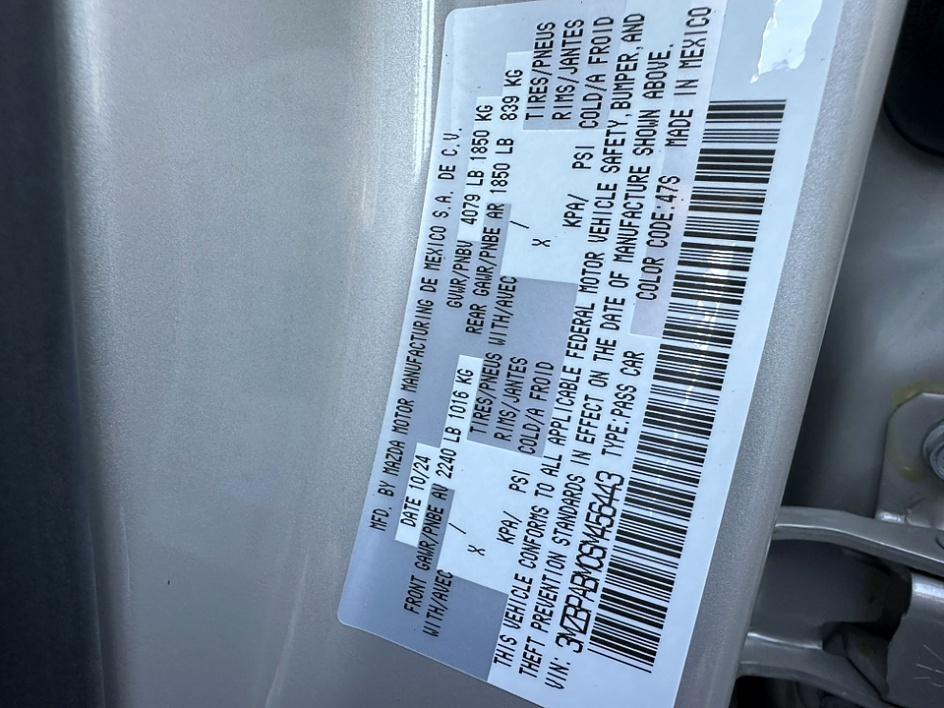 MFD. BY MAZDA MOTOR MANUFACTURING DE MEXICO S.A. DE C.V.
DATE 10/24 GVWR/PNBV 4079 LB 1850 KG
FRONT GAWR/PNBE AV 2240 LB 1016 KG REAR GAWR/PNBE AR 1850 LB 839 KG
WITH/AVEC / TIRES/PNEUS WITH/AVEC / TIRES/PNEUS
X RIMS/JANTES X RIMS/JANTES
KPA/ PSI COLD/A FROID KPA/ PSI COLD/A FROID
THIS VEHICLE CONFORMS TO ALL APPLICABLE FEDERAL MOTOR VEHICLE SAFETY, BUMPER, AND
THEFT PREVENTION STANDARDS IN EFFECT ON THE DATE OF MANUFACTURE SHOWN ABOVE.
VIN: 3MZBPABM0SM456443 TYPE:PASS CAR COLOR CODE:47S MADE IN MEXICO